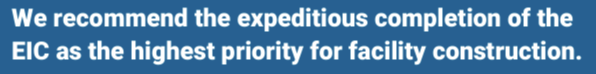 We recommend the expeditious completion of the
EIC as the highest priority for facility construction.